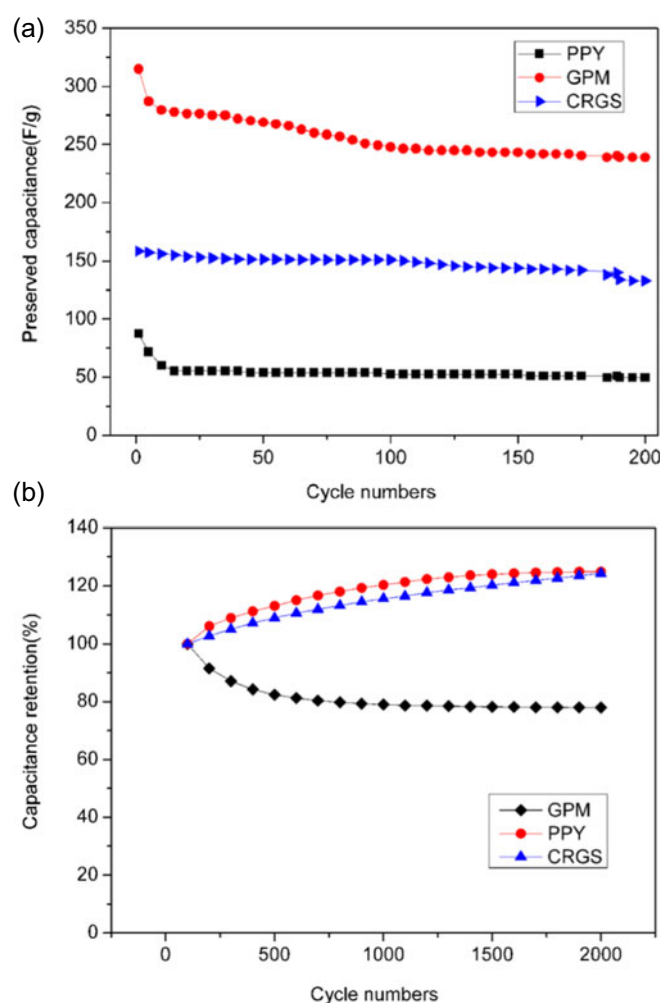 (a)
350
300
250
200
150
100
50
0
Preserved capacitance(F/g)
PPY
GPM
CRGS
0 50 100 150 200
Cycle numbers
(b)
140
120
100
80
60
40
20
0
Capacitance retention(%)
GPM
PPY
CRGS
0 500 1000 1500 2000
Cycle numbers